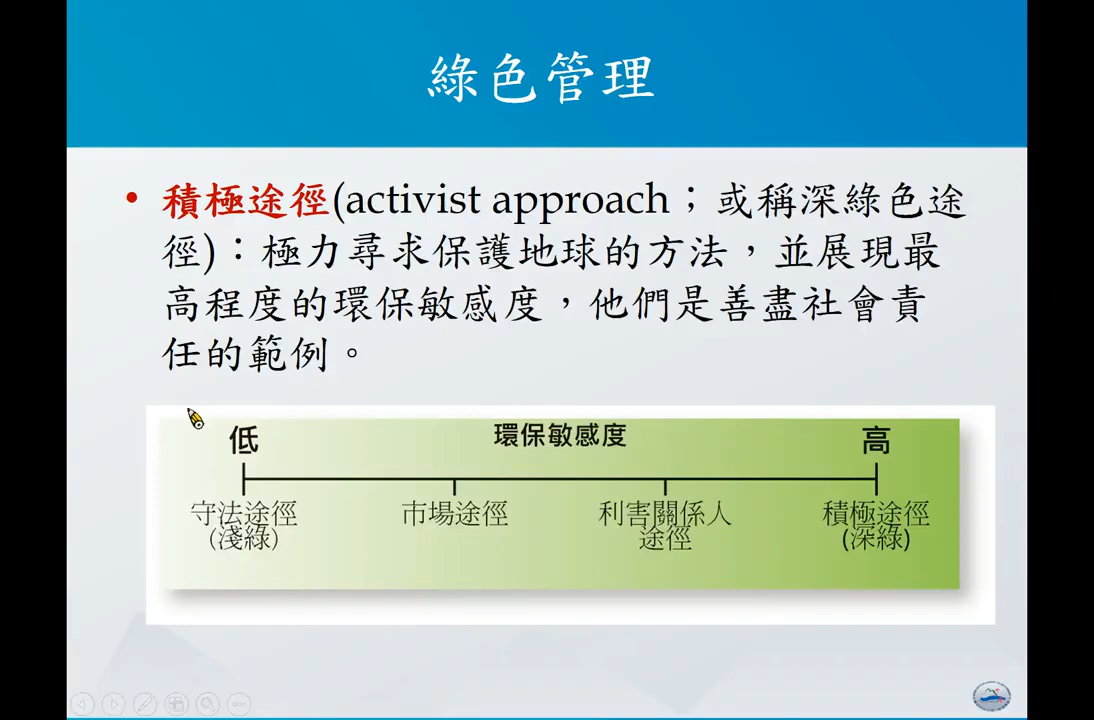 綠色管理
• 積極途徑(activist approach；或稱深綠色途
徑)：極力尋求保護地球的方法，並展現最
高程度的環保敏感度，他們是善盡社會責
任的範例。
低 環保敏感度 高
守法途徑 市場途徑 利害關係人 積極途徑
(淺綠) 途徑 (深綠)